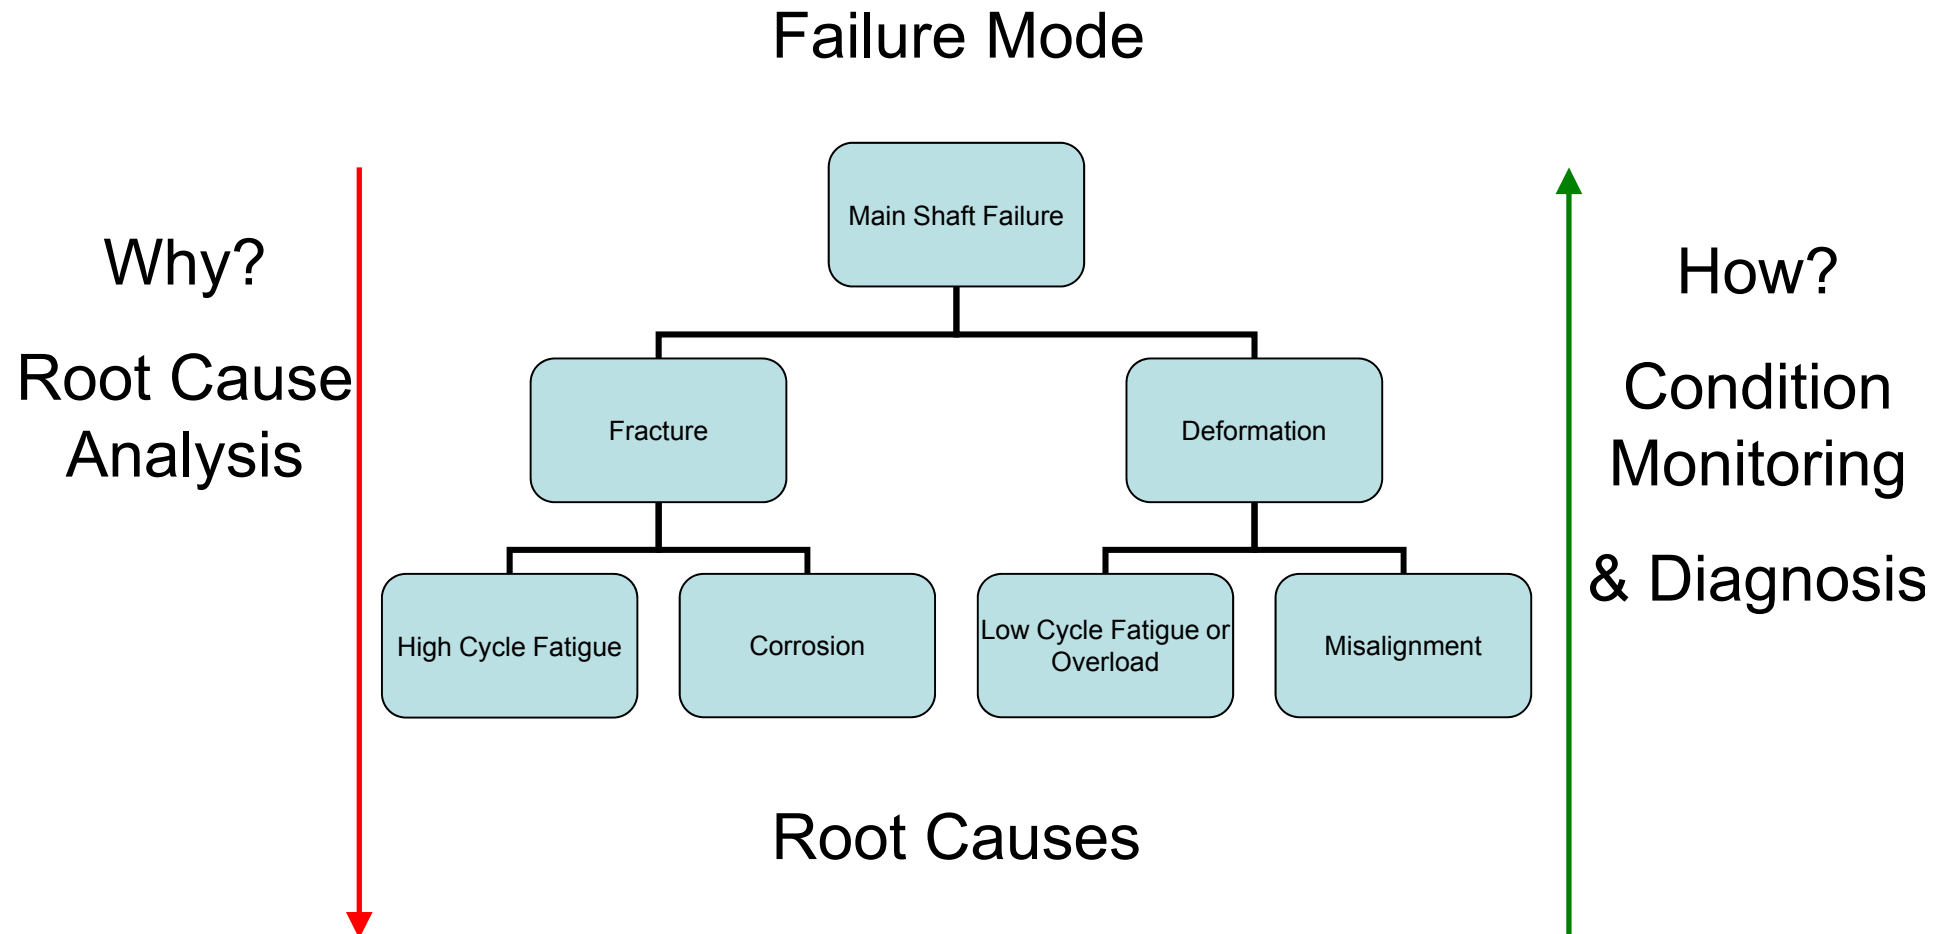 Failure Mode
Main Shaft Failure
Why?
Root Cause
Analysis
How?
Condition
Monitoring
& Diagnosis
Fracture
Deformation
High Cycle Fatigue
Corrosion
Low Cycle Fatigue or
Overload
Misalignment
Root Causes